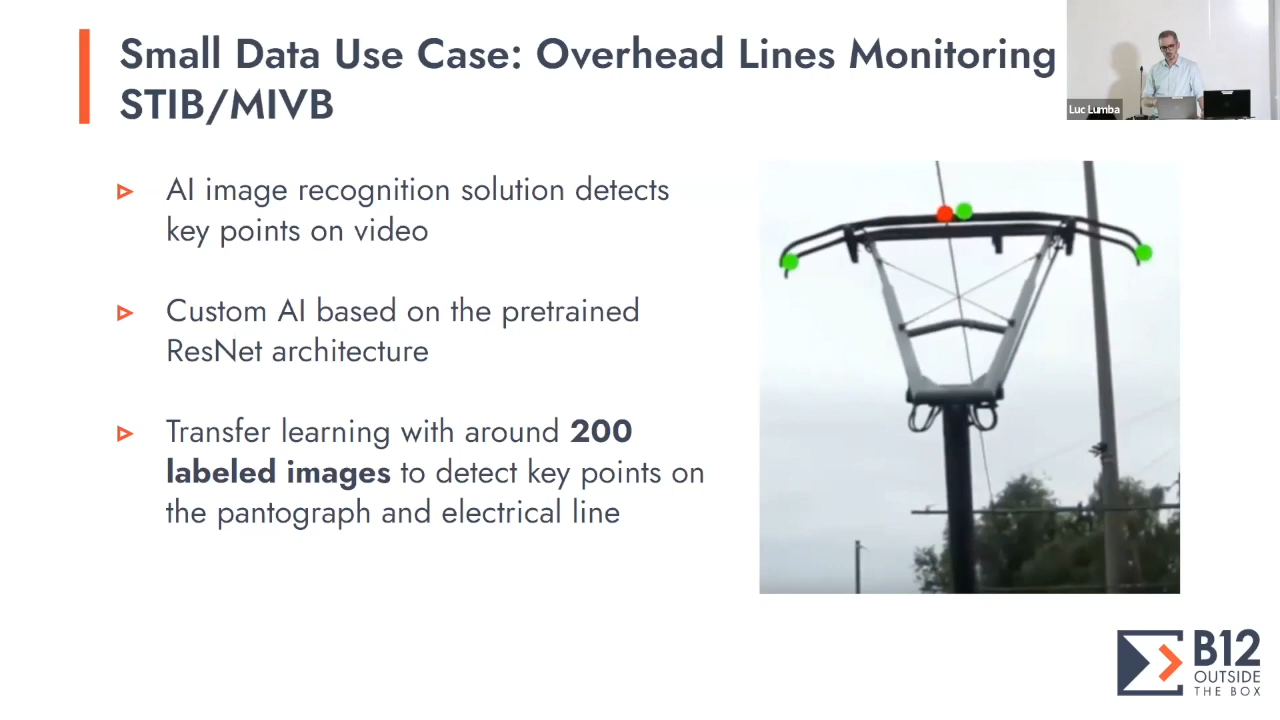 Small Data Use Case: Overhead Lines Monitoring
STIB/MIVB
Luc Lumba
AI image recognition solution detects
key points on video
Custom AI based on the pretrained
ResNet architecture
Transfer learning with around 200
labeled images to detect key points on
the pantograph and electrical line
B12
OUTSIDE
THE BOX